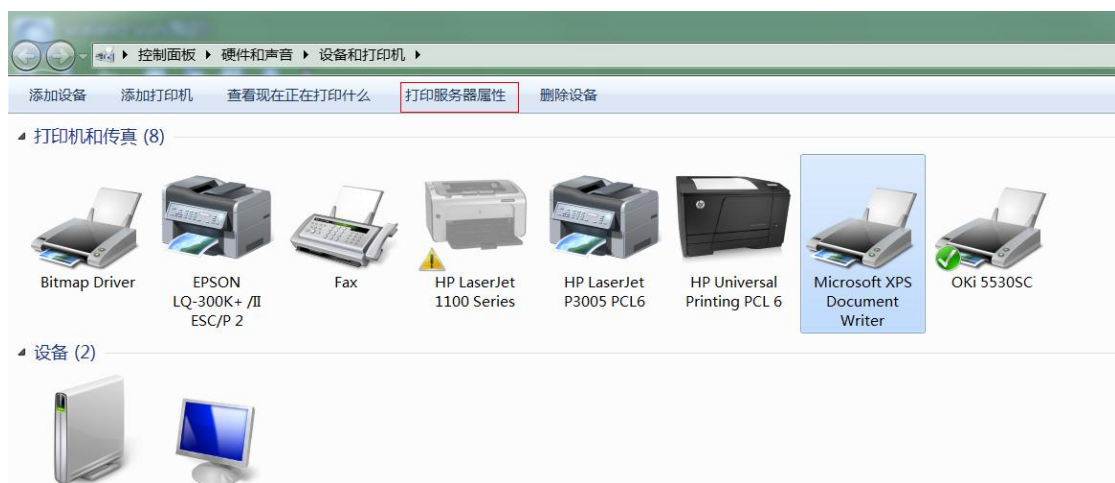 控制面板 硬件和声音 设备和打印机
添加设备 添加打印机 查看现在正在打印什么 打印服务器属性 删除设备
打印机和传真 (8)
Bitmap Driver
EPSON
LQ-300K+ /II
ESC/P 2
Fax
HP LaserJet
1100 Series
HP LaserJet
P3005 PCL6
HP Universal
Printing PCL 6
Microsoft XPS
Document
Writer
OKi 5530SC
设备 (2)